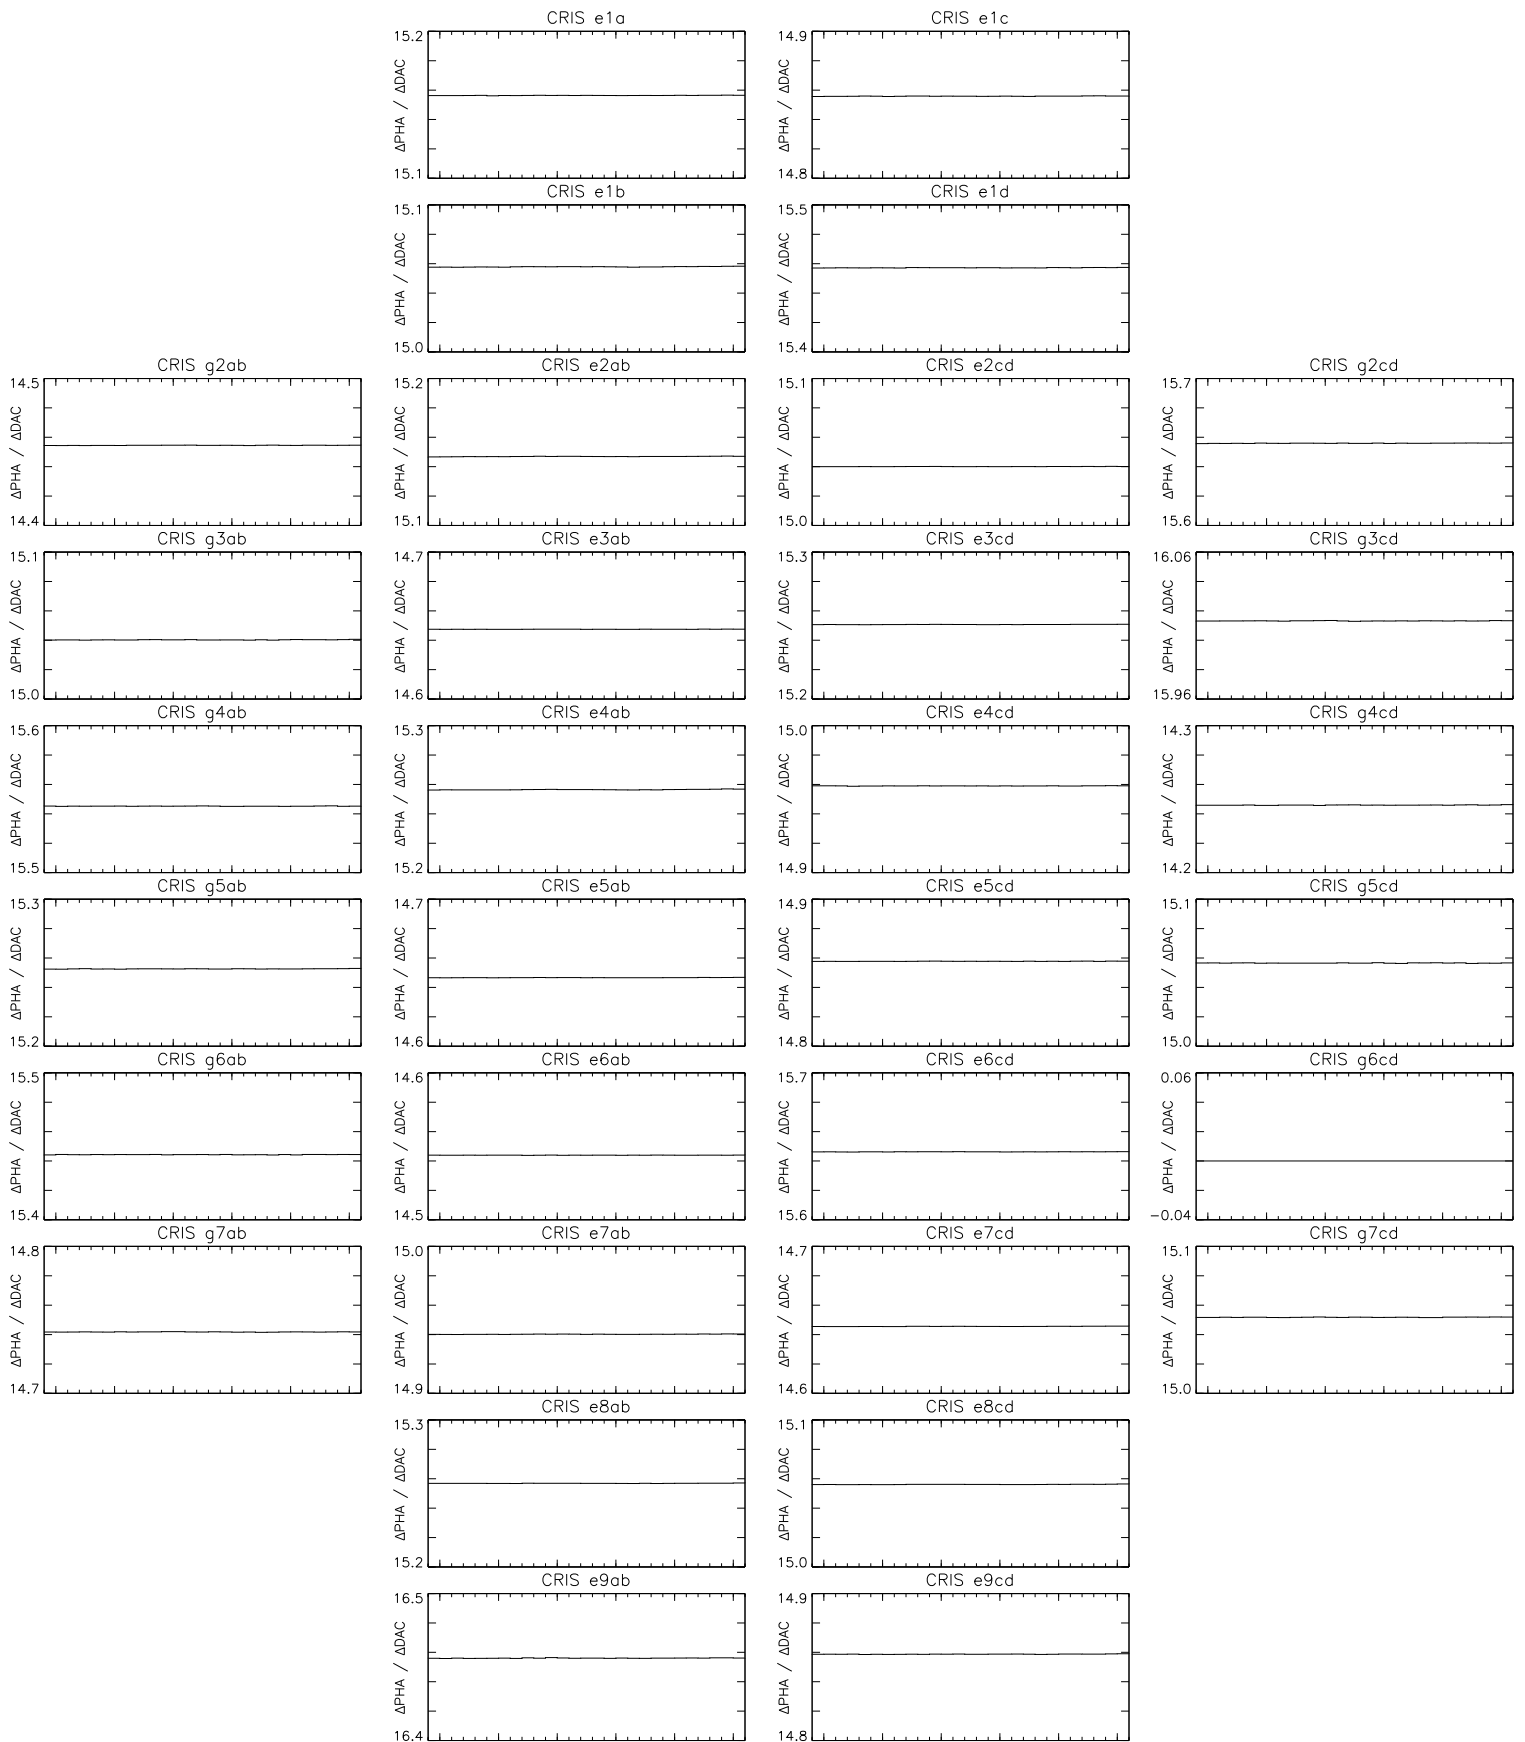 CRIS e1a
15.2
ΔPHA / ΔDAC
15.1
CRIS e1c
14.9
ΔPHA / ΔDAC
14.8
CRIS e1b
15.1
ΔPHA / ΔDAC
15.0
CRIS e1d
15.5
ΔPHA / ΔDAC
15.4
CRIS g2ab
14.5
ΔPHA / ΔDAC
14.4
CRIS e2ab
15.2
ΔPHA / ΔDAC
15.1
CRIS e2cd
15.1
ΔPHA / ΔDAC
15.0
CRIS g2cd
15.7
ΔPHA / ΔDAC
15.6
CRIS g3ab
15.1
ΔPHA / ΔDAC
15.0
CRIS e3ab
14.7
ΔPHA / ΔDAC
14.6
CRIS e3cd
15.3
ΔPHA / ΔDAC
15.2
CRIS g3cd
16.06
ΔPHA / ΔDAC
15.96
CRIS g4ab
15.6
ΔPHA / ΔDAC
15.5
CRIS e4ab
15.3
ΔPHA / ΔDAC
15.2
CRIS e4cd
15.0
ΔPHA / ΔDAC
14.9
CRIS g4cd
14.3
ΔPHA / ΔDAC
14.2
CRIS g5ab
15.3
ΔPHA / ΔDAC
15.2
CRIS e5ab
14.7
ΔPHA / ΔDAC
14.6
CRIS e5cd
14.9
ΔPHA / ΔDAC
14.8
CRIS g5cd
15.1
ΔPHA / ΔDAC
15.0
CRIS g6ab
15.5
ΔPHA / ΔDAC
15.4
CRIS e6ab
14.6
ΔPHA / ΔDAC
14.5
CRIS e6cd
15.7
ΔPHA / ΔDAC
15.6
CRIS g6cd
0.06
ΔPHA / ΔDAC
−0.04
CRIS g7ab
14.8
ΔPHA / ΔDAC
14.7
CRIS e7ab
15.0
ΔPHA / ΔDAC
14.9
CRIS e7cd
14.7
ΔPHA / ΔDAC
14.6
CRIS g7cd
15.1
ΔPHA / ΔDAC
15.0
CRIS e8ab
15.3
ΔPHA / ΔDAC
15.2
CRIS e8cd
15.1
ΔPHA / ΔDAC
15.0
CRIS e9ab
16.5
ΔPHA / ΔDAC
16.4
CRIS e9cd
14.9
ΔPHA / ΔDAC
14.8